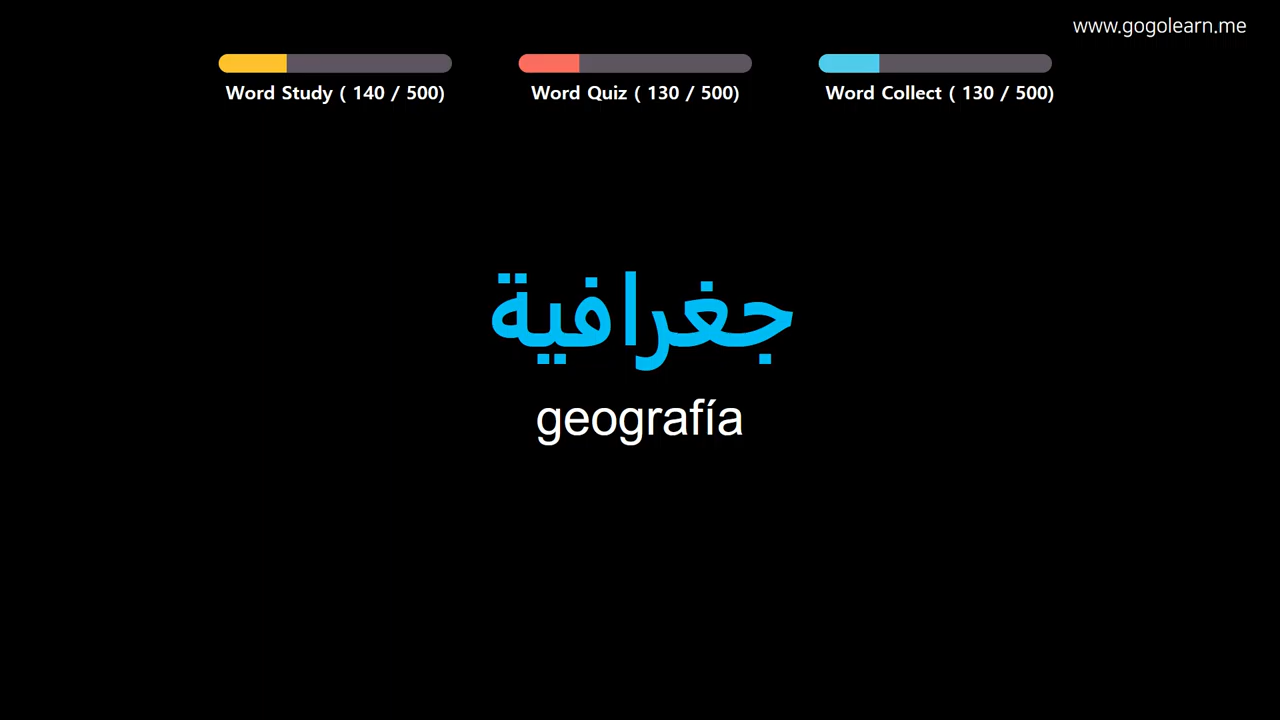 www.gogolearn.me
Word Study ( 140 / 500)
Word Quiz ( 130 / 500)
Word Collect ( 130 / 500)
جغرافية
geografía